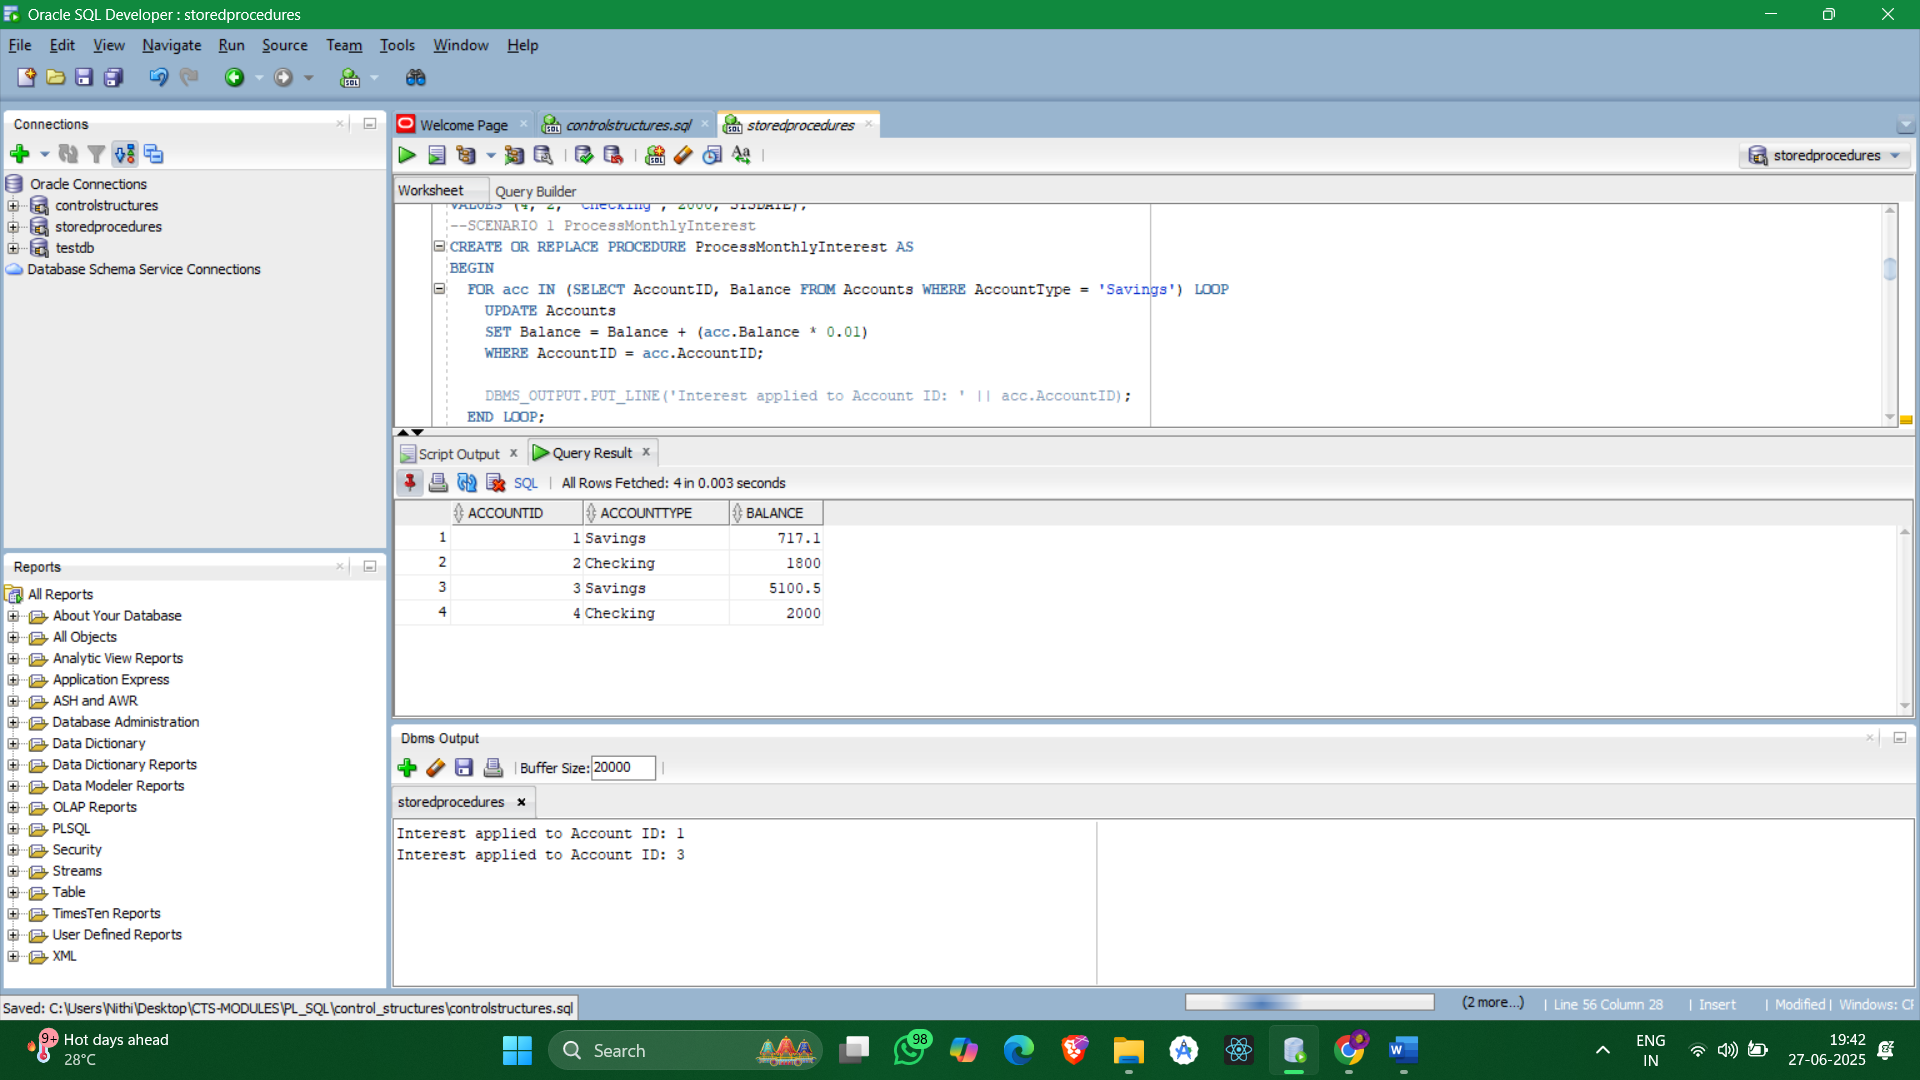 Oracle SQL Developer : storedprocedures
File Edit View Navigate Run Source Team Tools Window Help
Connections
Oracle Connections
controlstructures
storedprocedures
testdb
Database Schema Service Connections
Reports
All Reports
About Your Database
All Objects
Analytic View Reports
Application Express
ASH and AWR
Database Administration
Data Dictionary
Data Dictionary Reports
Data Modeler Reports
OLAP Reports
PLSQL
Security
Streams
Table
TimesTen Reports
User Defined Reports
XML
Welcome Page controlstructures.sql storedprocedures
storedprocedures
Worksheet Query Builder
VALUES (4, 2, 'Checking', 2000, SYSDATE);
--SCENARIO 1 ProcessMonthlyInterest
CREATE OR REPLACE PROCEDURE ProcessMonthlyInterest AS
BEGIN
FOR acc IN (SELECT AccountID, Balance FROM Accounts WHERE AccountType = 'Savings') LOOP
UPDATE Accounts
SET Balance = Balance + (acc.Balance * 0.01)
WHERE AccountID = acc.AccountID;
DBMS_OUTPUT.PUT_LINE('Interest applied to Account ID: ' || acc.AccountID);
END LOOP;
Script Output Query Result
SQL All Rows Fetched: 4 in 0.003 seconds
ACCOUNTID ACCOUNTTYPE BALANCE
1 1 Savings 717.1
2 2 Checking 1800
3 3 Savings 5100.5
4 4 Checking 2000
Dbms Output
Buffer Size: 20000
storedprocedures
Interest applied to Account ID: 1
Interest applied to Account ID: 3
Saved: C:\Users\Nithi\Desktop\CTS-MODULES\PL_SQL\control_structures\controlstructures.sql
(2 more...) Line 56 Column 28 Insert Modified Windows:
9+ Hot days ahead
28°C
Search
98
ENG
IN
19:42
27-06-2025